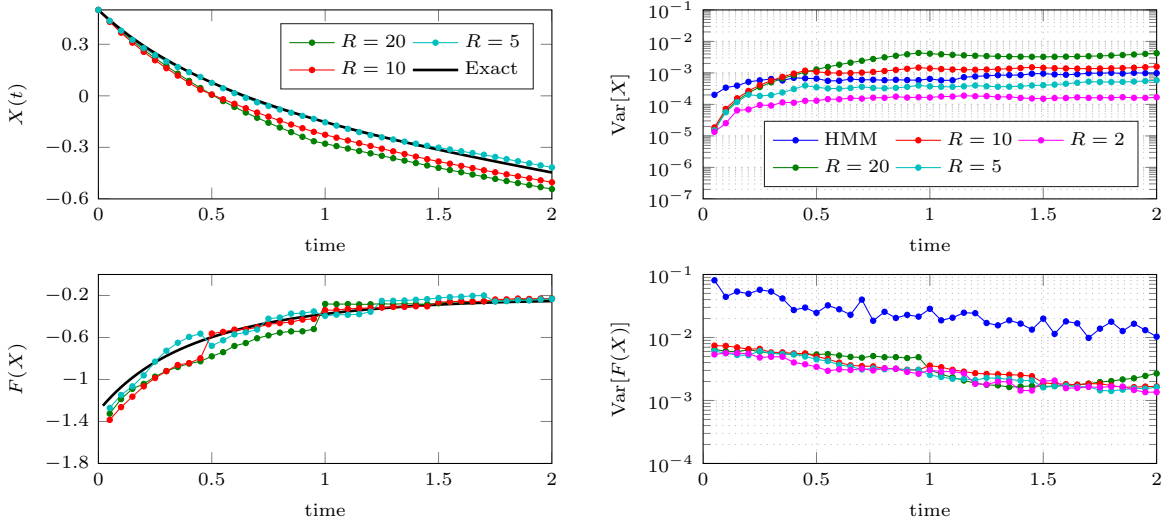 0.3
0
−0.3
−0.6
X(t)
0
0.5
1
1.5
2
time
R = 20
R = 5
R = 10
Exact
10−1
10−2
10−3
10−4
10−5
10−6
10−7
Var[X]
0
0.5
1
1.5
2
time
HMM
R = 10
R = 2
R = 20
R = 5
−0.2
−0.6
−1
−1.4
−1.8
F(X)
0
0.5
1
1.5
2
time
10−1
10−2
10−3
10−4
Var[F(X)]
0
0.5
1
1.5
2
time